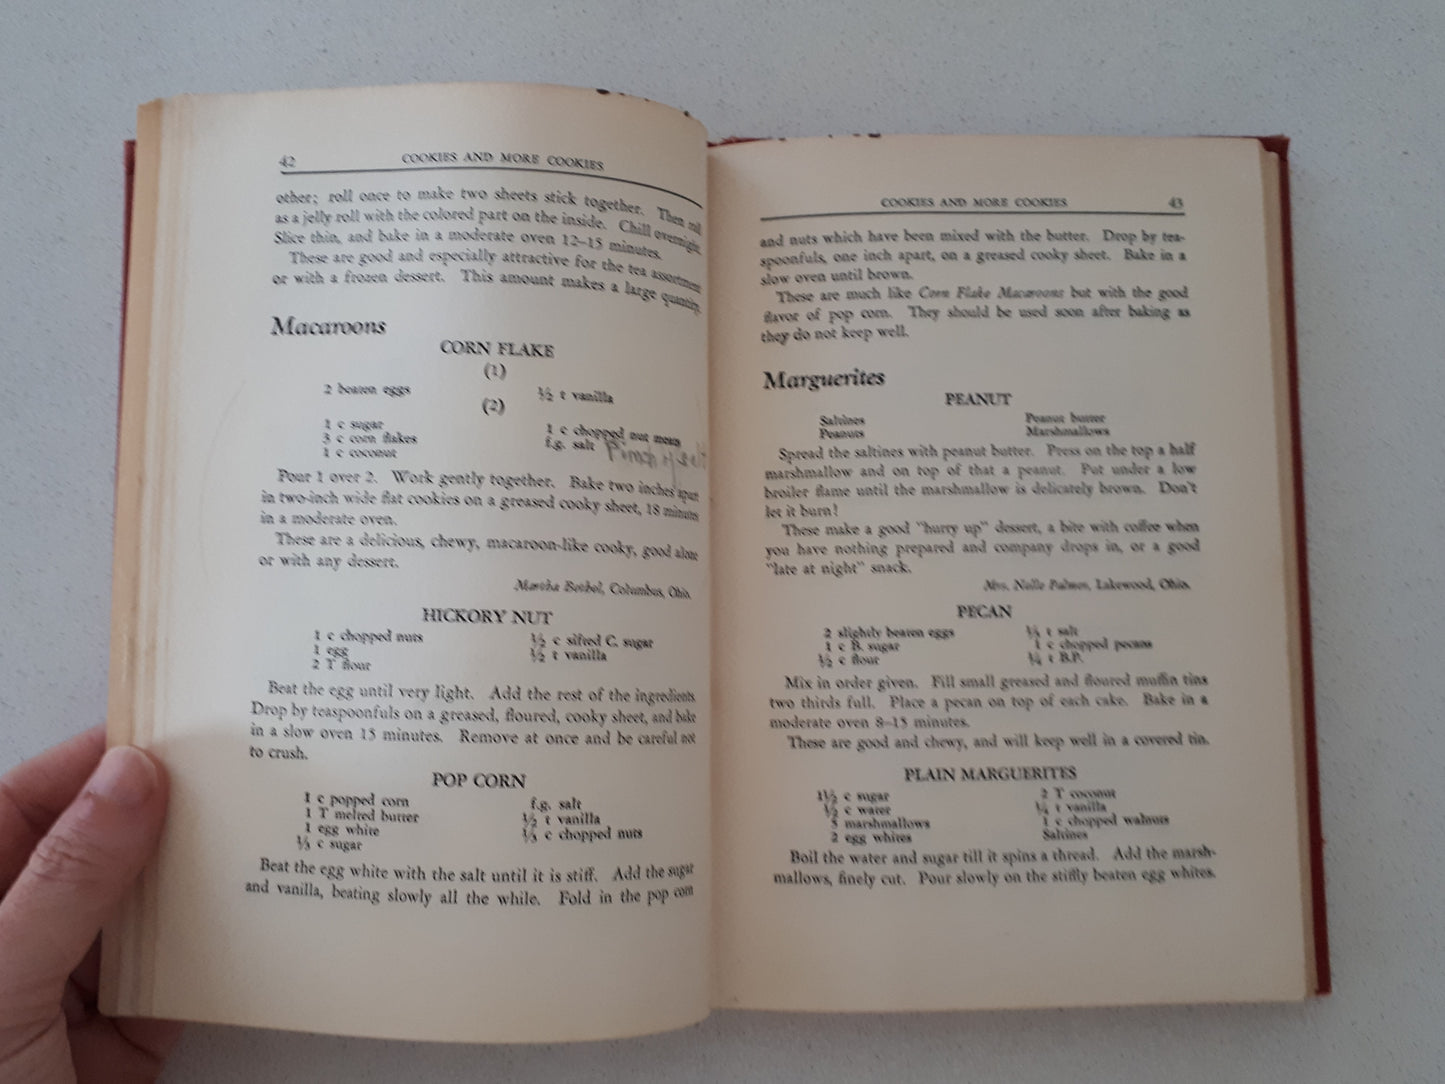 42 COOKIES AND MORE COOKIES
other; roll once to make two sheets stick together. Then roll
as a jelly roll with the colored part on the inside. Chill overnight.
Slice thin, and bake in a moderate oven 12–15 minutes.
These are good and especially attractive for the tea assortment
or with a frozen dessert. This amount makes a large quantity.
Macaroons
CORN FLAKE
(1)
2 beaten eggs ½ t vanilla
(2)
1 c sugar 1 c chopped nut meats
3 c corn flakes f.g. salt Pinch of salt
1 c coconut
Pour 1 over 2. Work gently together. Bake two inches apart
in two-inch wide flat cookies on a greased cooky sheet, 18 minutes
in a moderate oven.
These are a delicious, chewy, macaroon-like cooky, good alone
or with any dessert.
Martha Bethel, Columbus, Ohio.
HICKORY NUT
1 c chopped nuts ½ c sifted C. sugar
1 egg ½ t vanilla
2 T flour
Beat the egg until very light. Add the rest of the ingredients.
Drop by teaspoonfuls on a greased, floured, cooky sheet, and bake
in a slow oven 15 minutes. Remove at once and be careful not
to crush.
POP CORN
1 c popped corn f.g. salt
1 T melted butter ½ t vanilla
1 egg white ⅓ c chopped nuts
⅓ c sugar
Beat the egg white with the salt until it is stiff. Add the sugar
and vanilla, beating slowly all the while. Fold in the pop corn
COOKIES AND MORE COOKIES 43
and nuts which have been mixed with the butter. Drop by tea-
spoonfuls, one inch apart, on a greased cooky sheet. Bake in a
slow oven until brown.
These are much like Corn Flake Macaroons but with the good
flavor of pop corn. They should be used soon after baking as
they do not keep well.
Marguerites
PEANUT
Saltines Peanut butter
Peanuts Marshmallows
Spread the saltines with peanut butter. Press on the top a half
marshmallow and on top of that a peanut. Put under a low
broiler flame until the marshmallow is delicately brown. Don't
let it burn!
These make a good "hurry up" dessert, a bite with coffee when
you have nothing prepared and company drops in, or a good
"late at night" snack.
Mrs. Nelle Palmer, Lakewood, Ohio.
PECAN
2 slightly beaten eggs ¼ t salt
1 c B. sugar 1 c chopped pecans
½ c flour ¼ t B.P.
Mix in order given. Fill small greased and floured muffin tins
two thirds full. Place a pecan on top of each cake. Bake in a
moderate oven 8–15 minutes.
These are good and chewy, and will keep well in a covered tin.
PLAIN MARGUERITES
1½ c sugar 2 T coconut
½ c water ¼ t vanilla
5 marshmallows 1 c chopped walnuts
2 egg whites Saltines
Boil the water and sugar till it spins a thread. Add the marsh-
mallows, finely cut. Pour slowly on the stiffly beaten egg whites.